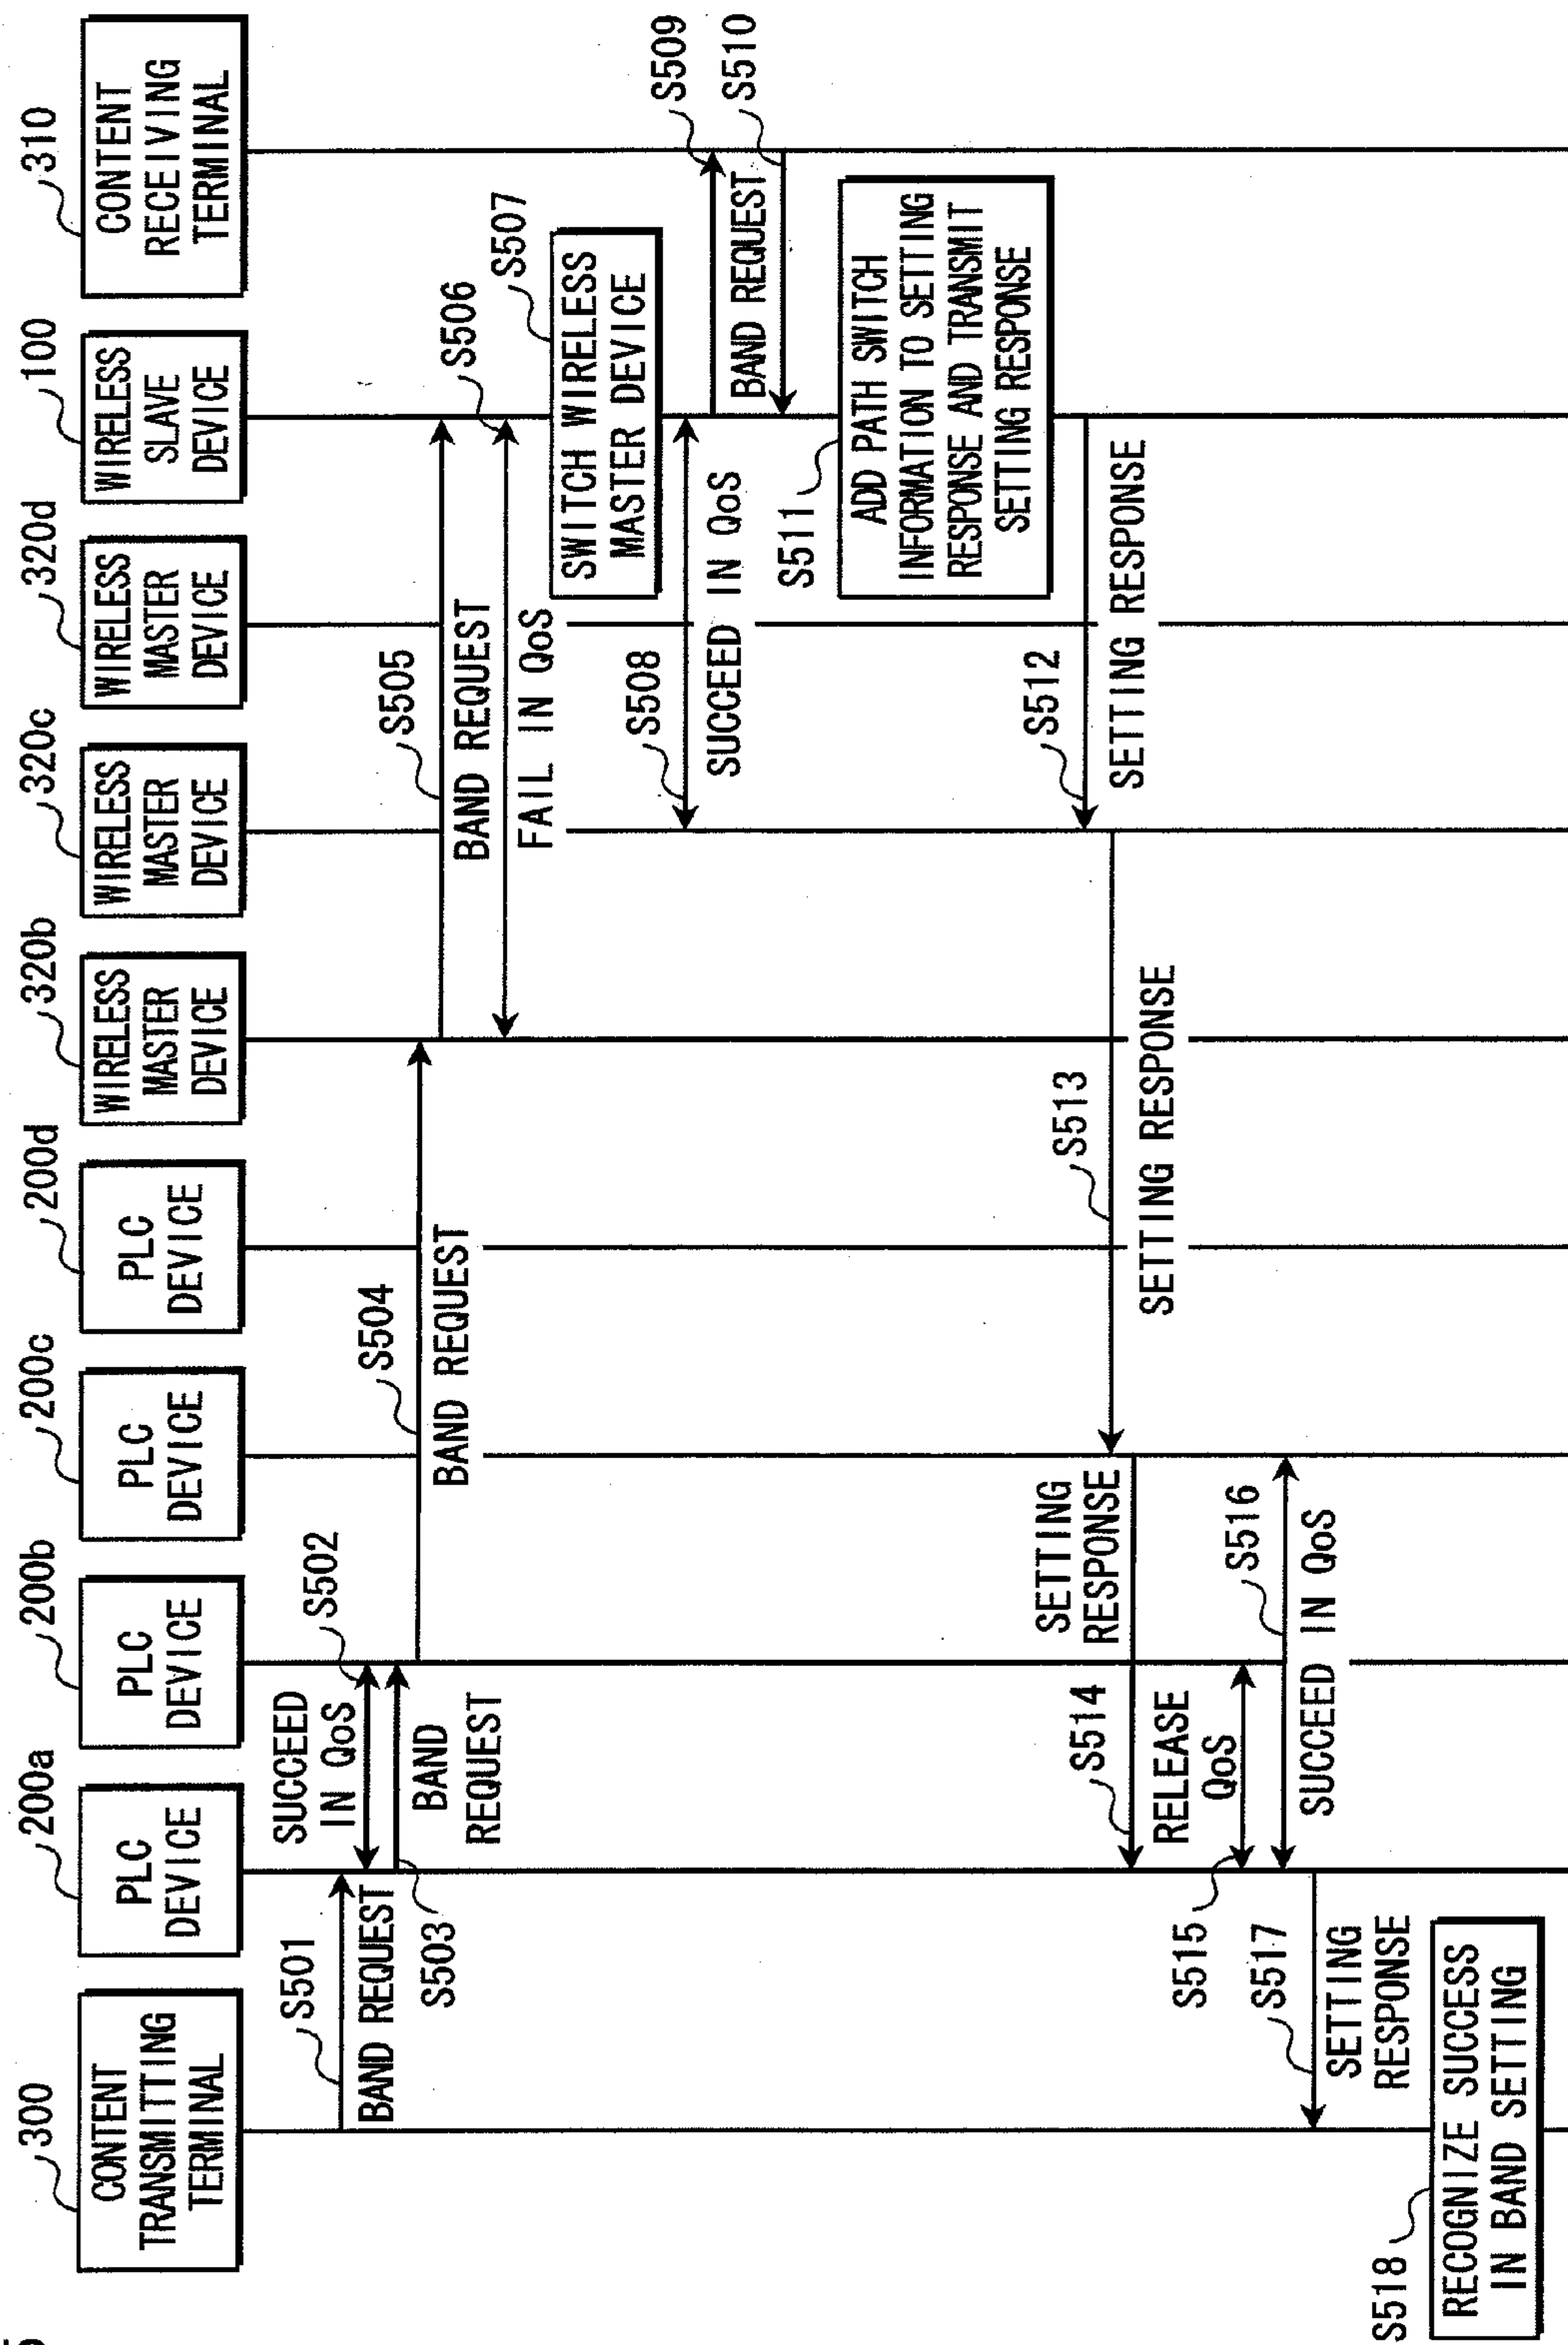 300
CONTENT
TRANSMITTING
TERMINAL
200a
PLC
DEVICE
200b
PLC
DEVICE
200c
PLC
DEVICE
200d
PLC
DEVICE
320b
WIRELESS
MASTER
DEVICE
320c
WIRELESS
MASTER
DEVICE
320d
WIRELESS
MASTER
DEVICE
100
WIRELESS
SLAVE
DEVICE
310
CONTENT
RECEIVING
TERMINAL
S501
BAND REQUEST
SUCCEED
IN QoS
S502
S503
BAND
REQUEST
S504
BAND REQUEST
S505
BAND REQUEST
S506
FAIL IN QoS
S507
SWITCH WIRELESS
MASTER DEVICE
S508
SUCCEED IN QoS
S509
BAND REQUEST
S510
S511
ADD PATH SWITCH
INFORMATION TO SETTING
RESPONSE AND TRANSMIT
SETTING RESPONSE
S512
SETTING RESPONSE
S513
SETTING RESPONSE
SETTING
RESPONSE
S514
RELEASE
QoS
S515
S516
SUCCEED IN QoS
S517
SETTING
RESPONSE
S518
RECOGNIZE SUCCESS
IN BAND SETTING